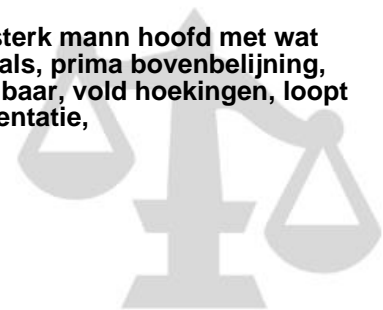 sterk mann hoofd met wat
als, prima bovenbelijning,
baar, vold hoekingen, loopt
entatie,